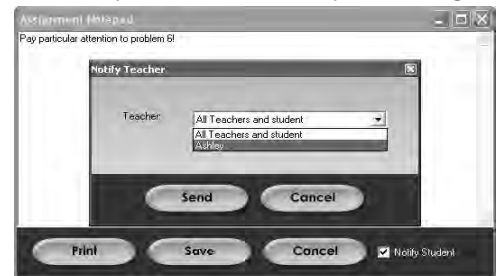 Assignment Notepad
Pay particular attention to problem 6!
Notify Teacher
Teacher
All Teachers and student
All Teachers and student
Ashley
Send
Cancel
Print
Save
Cancel
Notify Student